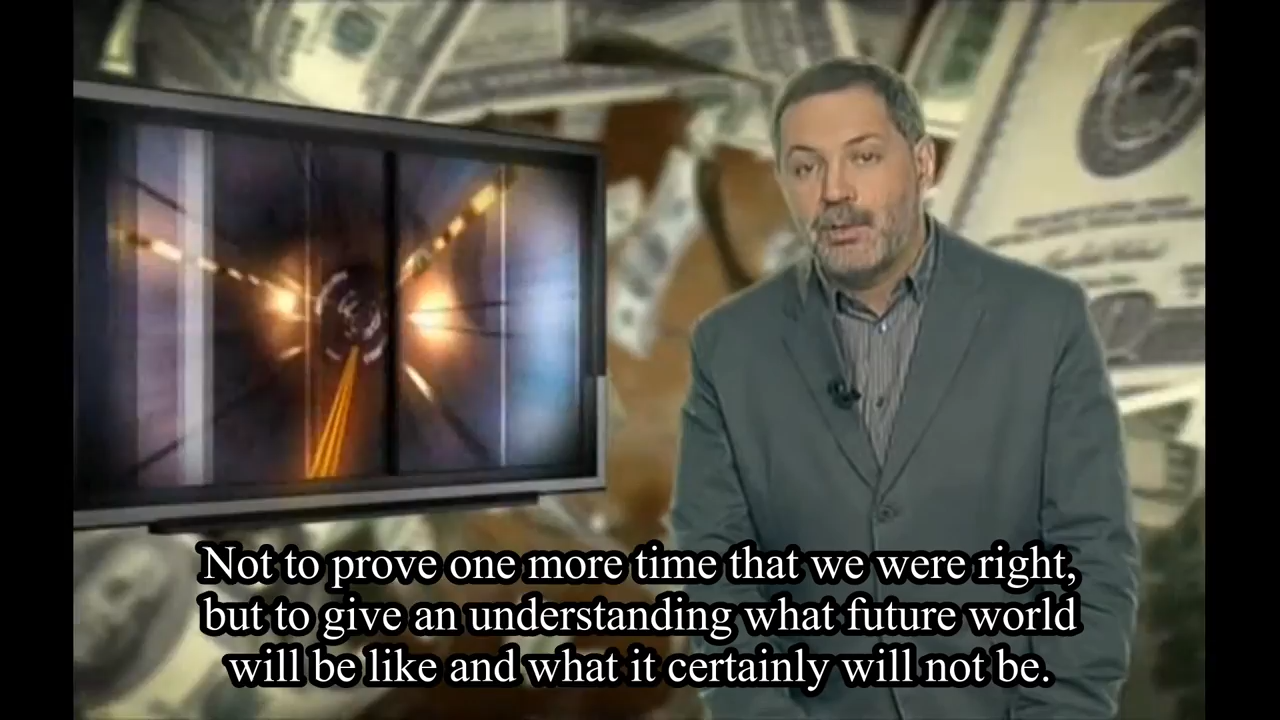 Not to prove one more time that we were right,
but to give an understanding what future world
will be like and what it certainly will not be.